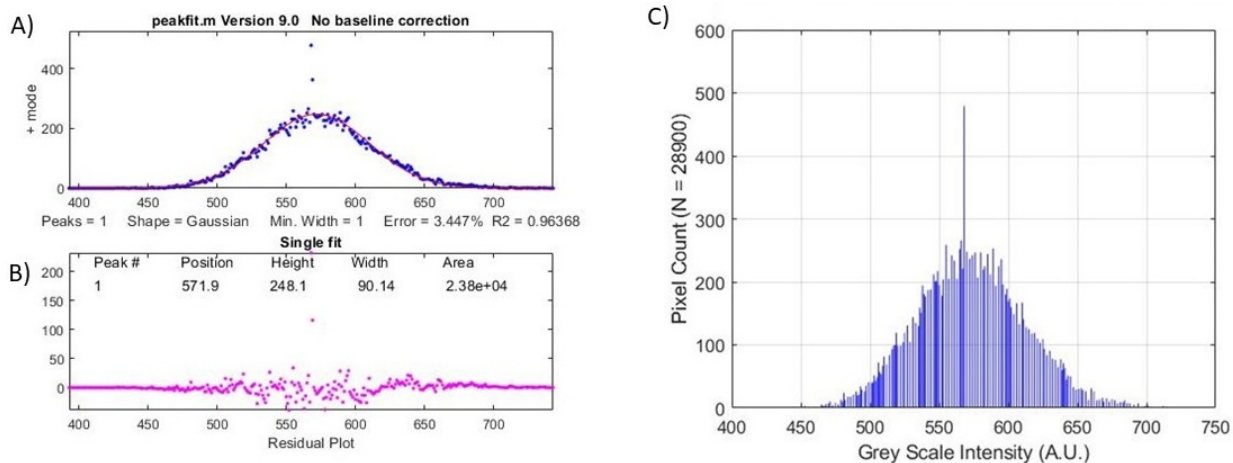 A)
peakfit.m Version 9.0 No baseline correction
+ mode
400
200
0
400 450 500 550 600 650 700
Peaks = 1 Shape = Gaussian Min. Width = 1 Error = 3.447% R2 = 0.96368
B)
Single fit
Peak # Position Height Width Area
1 571.9 248.1 90.14 2.38e+04
200
150
100
50
0
400 450 500 550 600 650 700
Residual Plot
C)
Pixel Count (N = 28900)
600
500
400
300
200
100
0
400 450 500 550 600 650 700 750
Grey Scale Intensity (A.U.)